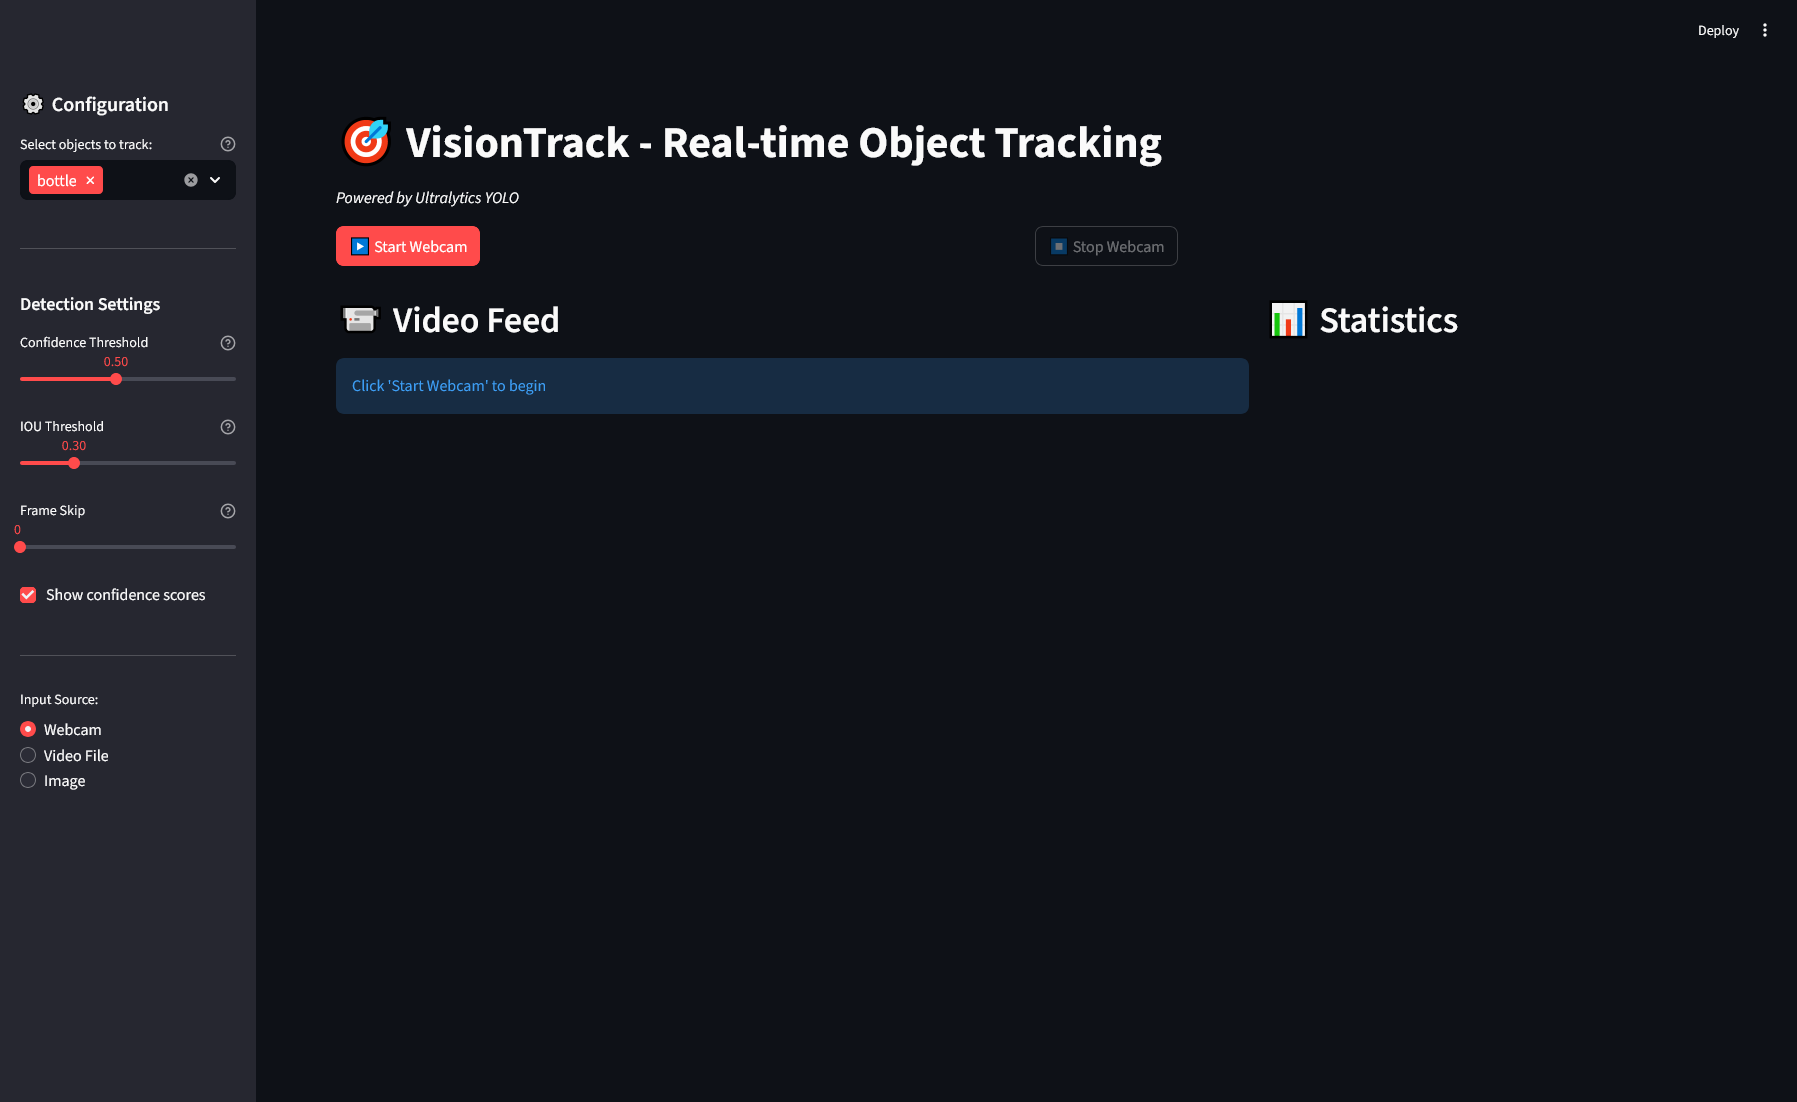 Deploy
Configuration
Select objects to track:
bottle
Detection Settings
Confidence Threshold
0.50
IOU Threshold
0.30
Frame Skip
0
Show confidence scores
Input Source:
Webcam
Video File
Image
VisionTrack - Real-time Object Tracking
Powered by Ultralytics YOLO
Start Webcam
Stop Webcam
Video Feed
Statistics
Click 'Start Webcam' to begin